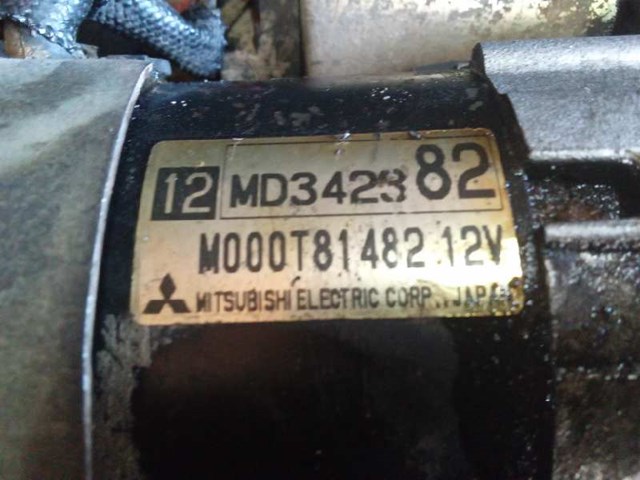 12 MD342382
M000T81482 12V
MITSUBISHI ELECTRIC CORP., JAPAN